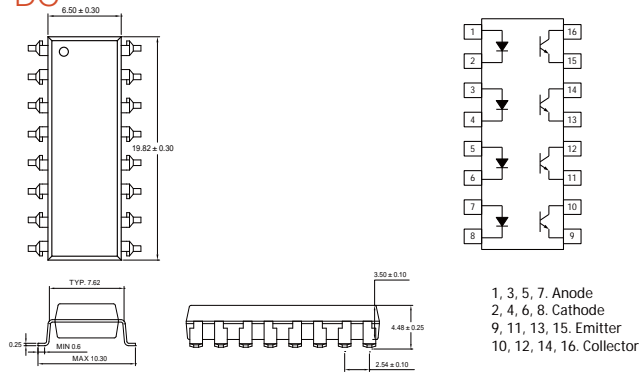 6.50 ± 0.30
19.82 ± 0.30
1
2
3
4
5
6
7
8
16
15
14
13
12
11
10
9
TYP. 7.62
0.25
MIN 0.6
MAX 10.30
3.50 ± 0.10
4.48 ± 0.25
2.54 ± 0.10
1, 3, 5, 7. Anode
2, 4, 6, 8. Cathode
9, 11, 13, 15. Emitter
10, 12, 14, 16. Collector